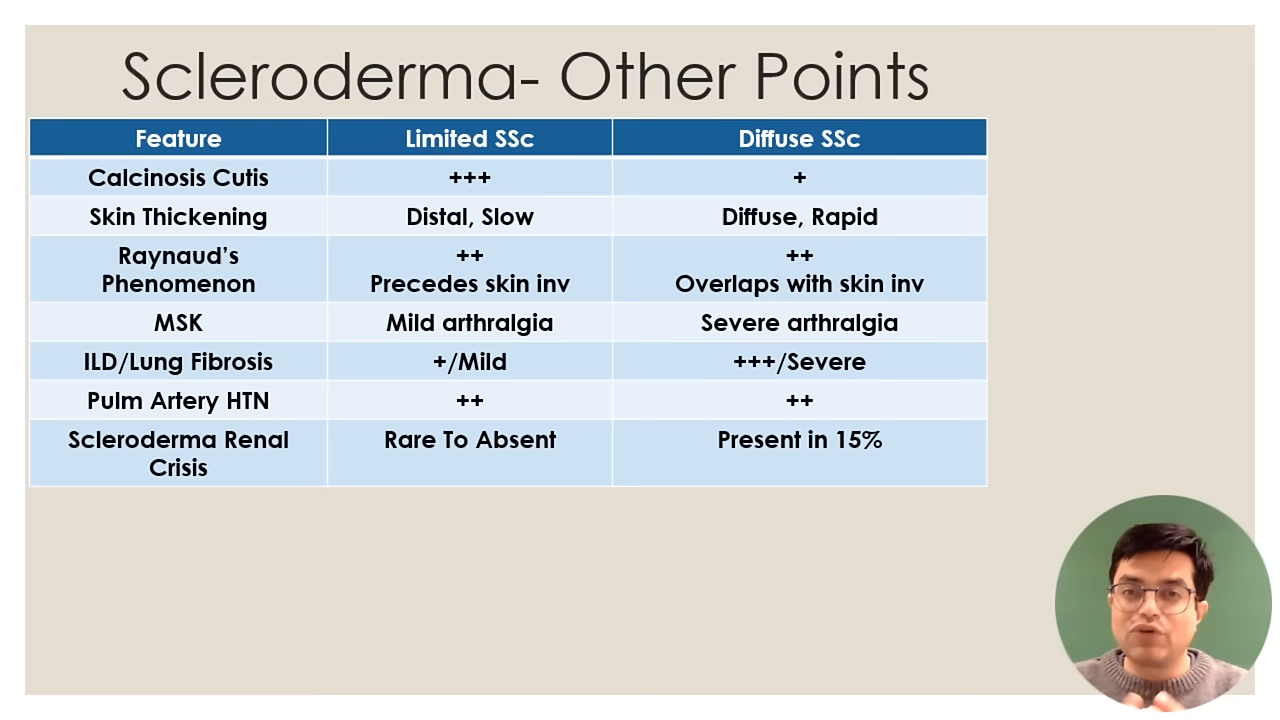 Scleroderma- Other Points
Feature Limited SSc Diffuse SSc
Calcinosis Cutis +++ +
Skin Thickening Distal, Slow Diffuse, Rapid
Raynaud’s ++ ++
Phenomenon Precedes skin inv Overlaps with skin inv
MSK Mild arthralgia Severe arthralgia
ILD/Lung Fibrosis +/Mild +++/Severe
Pulm Artery HTN ++ ++
Scleroderma Renal Rare To Absent Present in 15%
Crisis